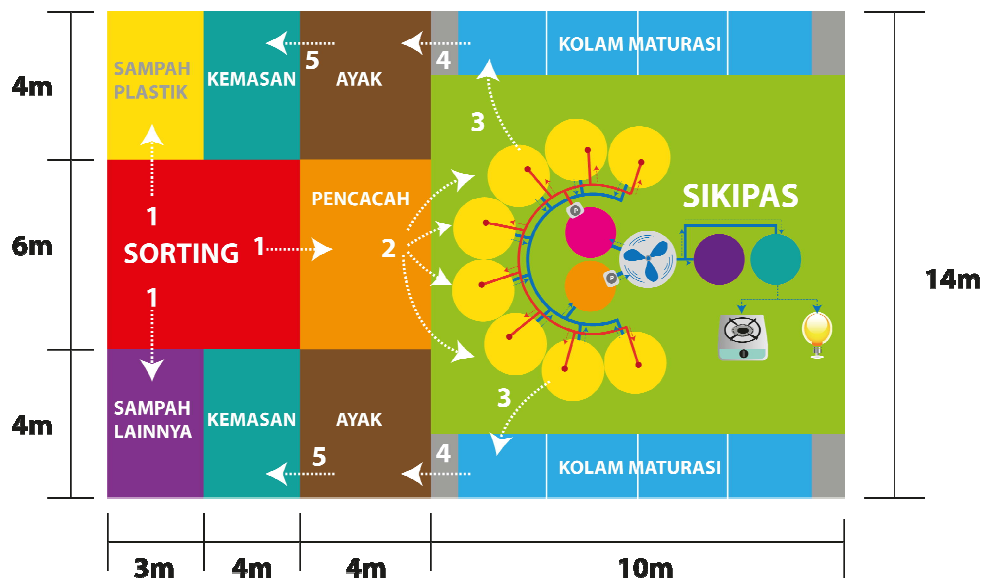 4m
6m
4m
14m
3m
4m
4m
10m
SAMPAH
PLASTIK
KEMASAN
5
AYAK
4
KOLAM MATURASI
3
1
SORTING
1
1
PENCACAH
2
SIKIPAS
P
P
SAMPAH
LAINNYA
KEMASAN
5
AYAK
4
3
KOLAM MATURASI